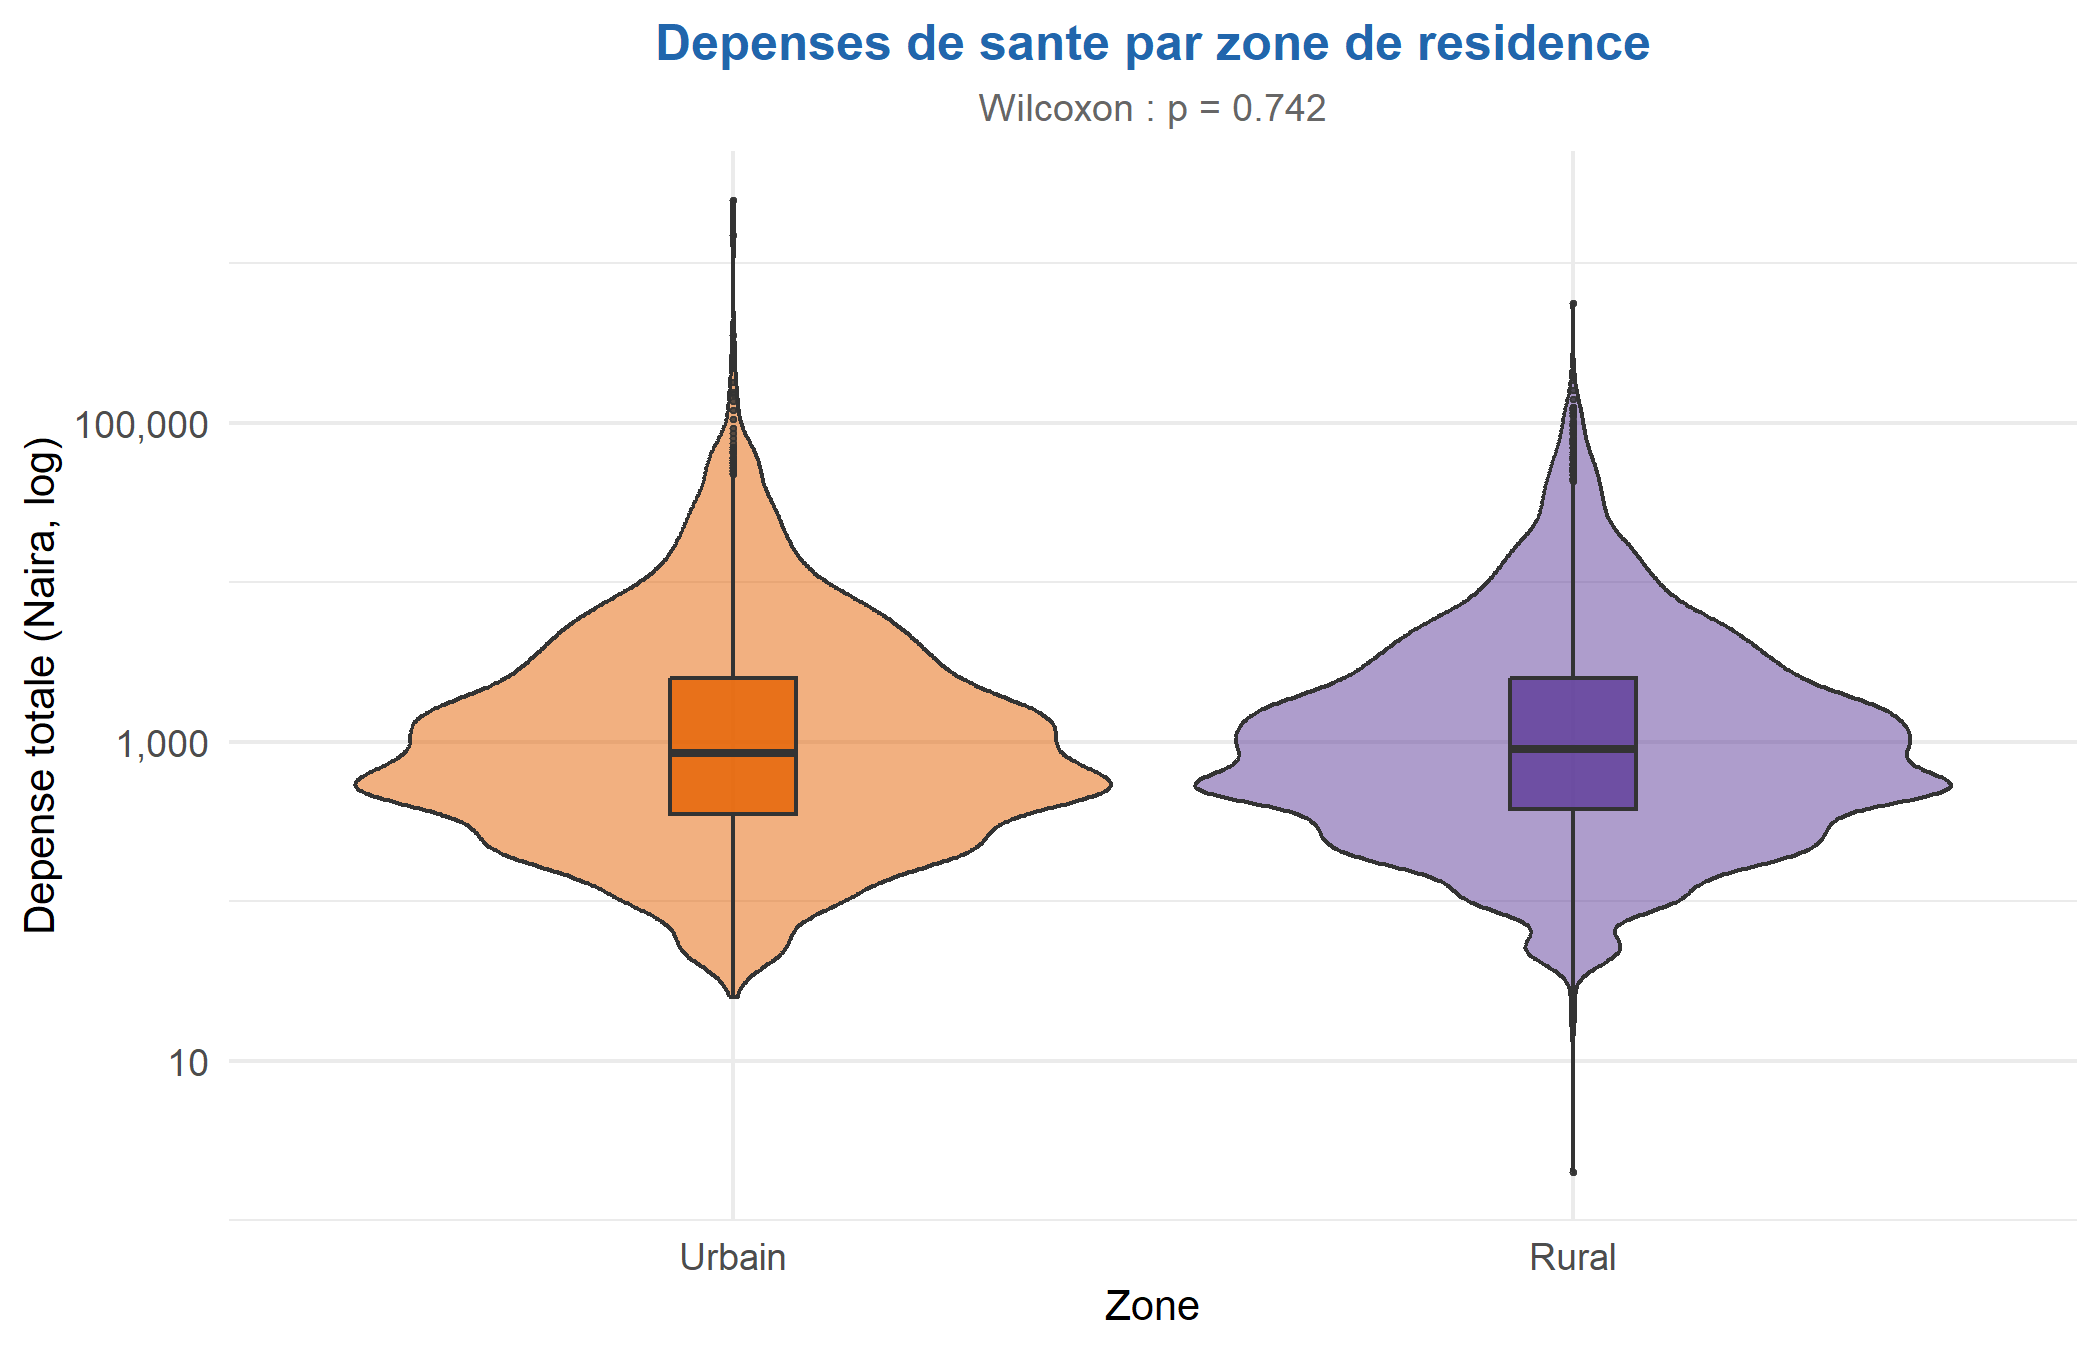 Depenses de sante par zone de residence
Wilcoxon : p = 0.742
Depense totale (Naira, log)
100,000
1,000
10
Urbain
Rural
Zone